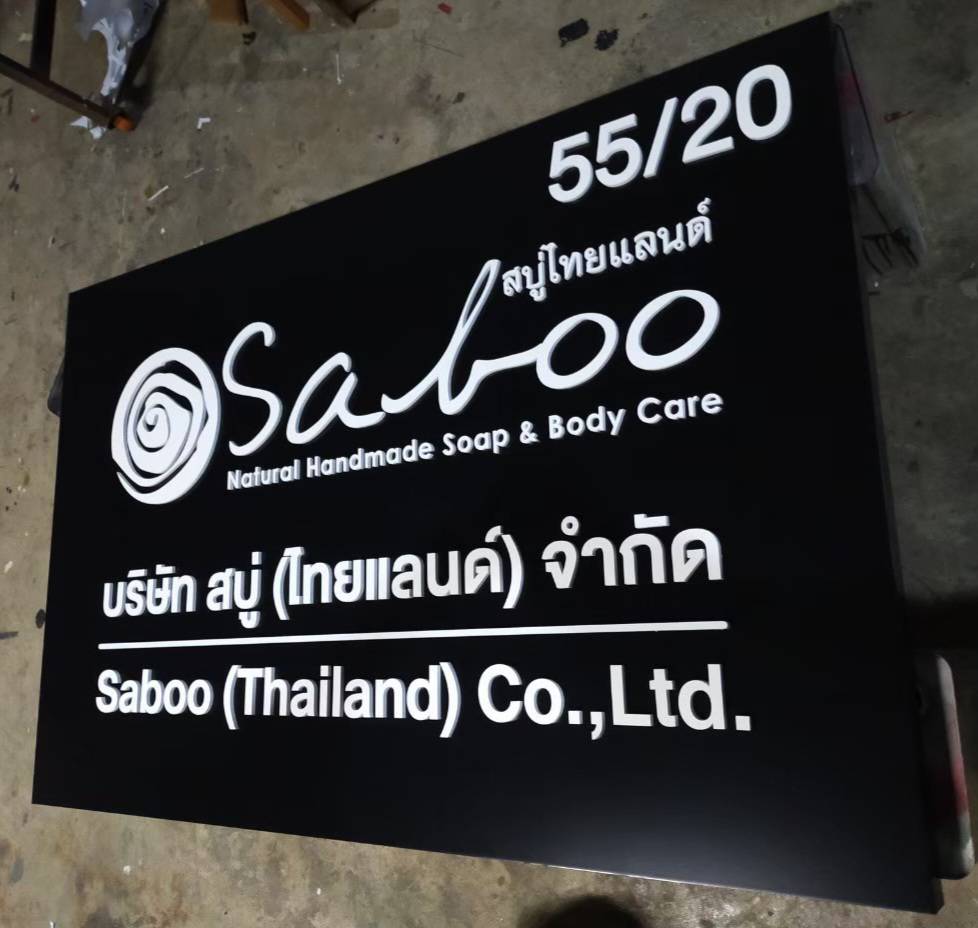 55/20
สบู่ไทยแลนด์
Saboo
Natural Handmade Soap & Body Care
บริษัท สบู่ (ไทยแลนด์) จำกัด
Saboo (Thailand) Co.,Ltd.